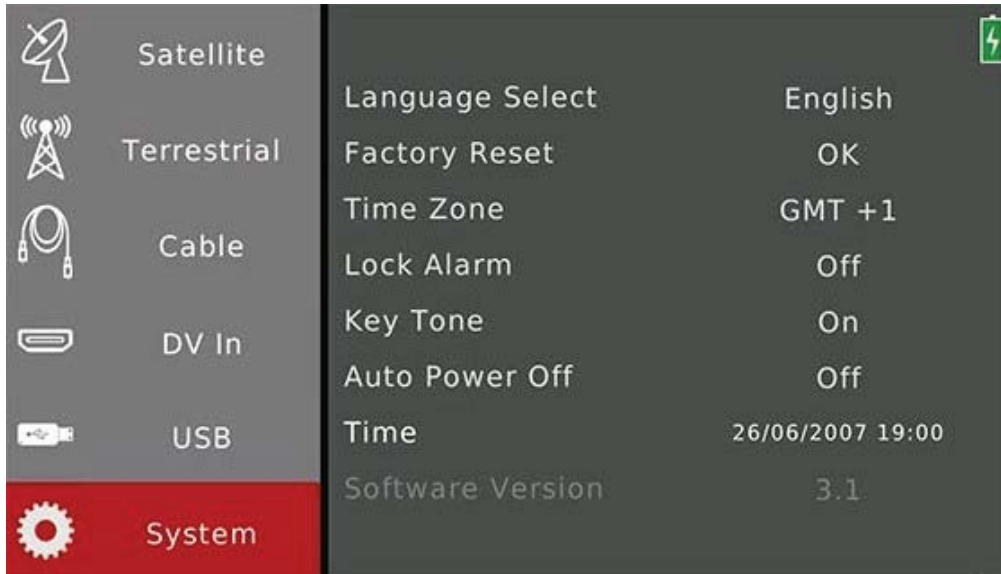 Satellite
Terrestrial
Cable
DV In
USB
System
Language Select English
Factory Reset OK
Time Zone GMT +1
Lock Alarm Off
Key Tone On
Auto Power Off Off
Time 26/06/2007 19:00
Software Version 3.1